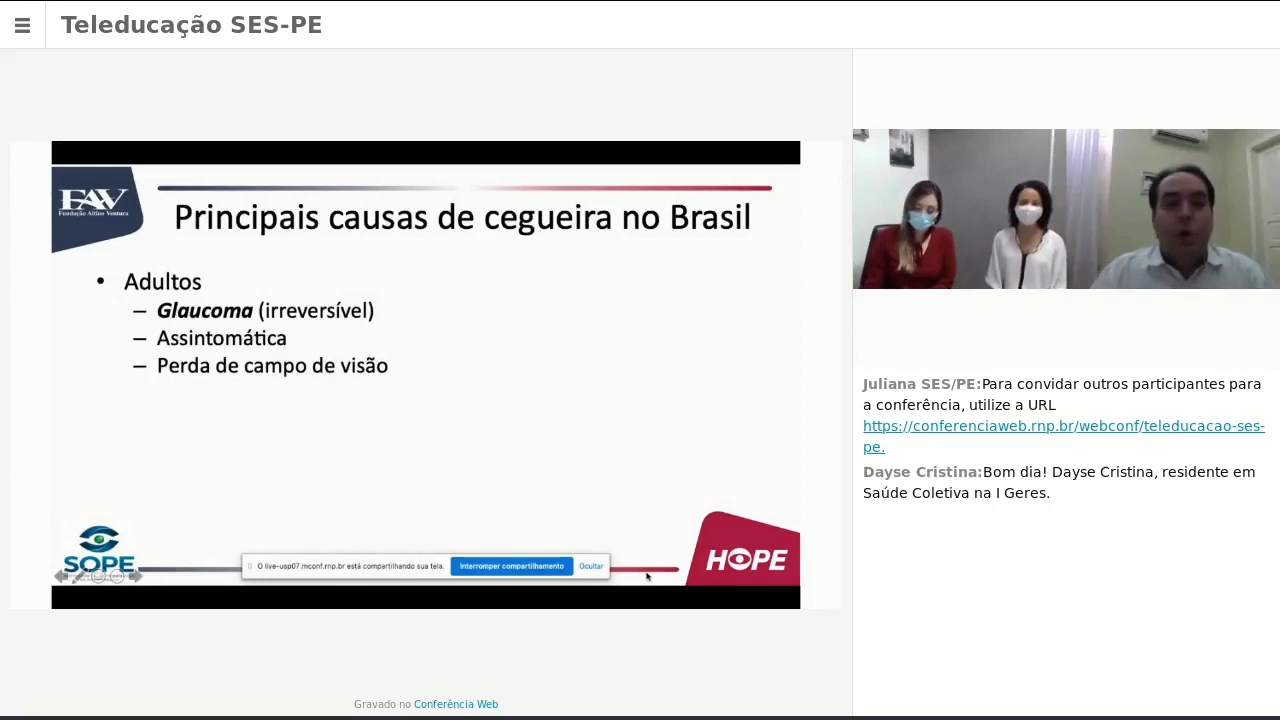 Teleducação SES-PE
FAV
Fundação Altino Ventura
Principais causas de cegueira no Brasil
• Adultos
– Glaucoma (irreversível)
– Assintomática
– Perda de campo de visão
SOPE
HOPE
O live-usp07.mconf.rnp.br está compartilhando sua tela.
Interromper compartilhamento
Ocultar
Juliana SES/PE:Para convidar outros participantes para
a conferência, utilize a URL
https://conferenciaweb.rnp.br/webconf/teleducacao-ses-
pe.
Dayse Cristina:Bom dia! Dayse Cristina, residente em
Saúde Coletiva na I Geres.
Gravado no Conferência Web